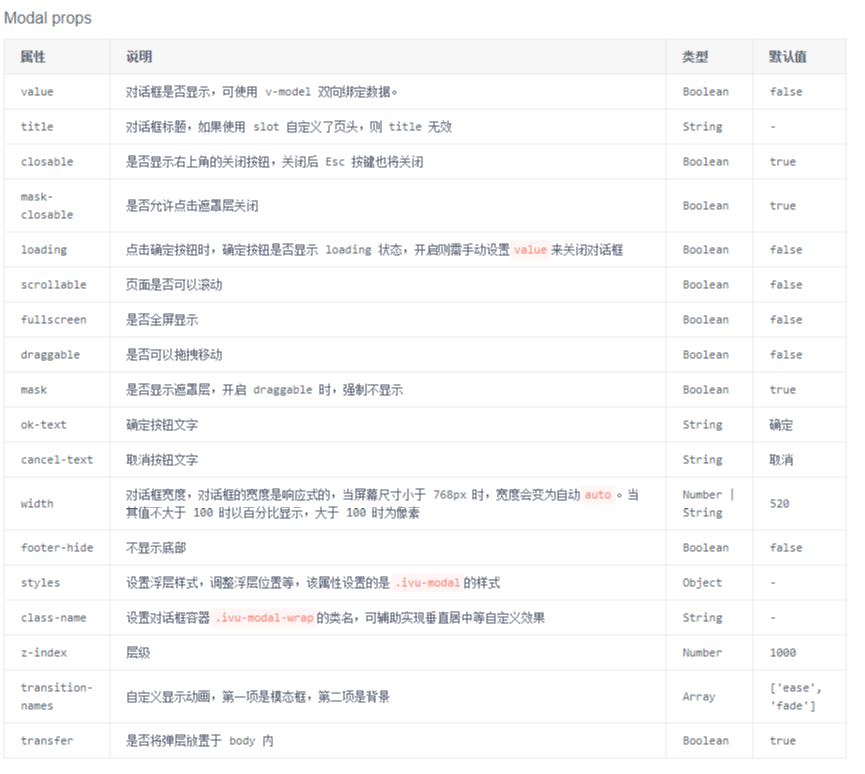 Modal props
属性 说明 类型 默认值
value 对话框是否显示，可使用 v-model 双向绑定数据。 Boolean false
title 对话框标题，如果使用 slot 自定义了页头，则 title 无效 String -
closable 是否显示右上角的关闭按钮，关闭后 Esc 按键也将关闭 Boolean true
mask-
closable 是否允许点击遮罩层关闭 Boolean true
loading 点击确定按钮时，确定按钮是否显示 loading 状态，开启则需手动设置 value 来关闭对话框 Boolean false
scrollable 页面是否可以滚动 Boolean false
fullscreen 是否全屏显示 Boolean false
draggable 是否可以拖拽移动 Boolean false
mask 是否显示遮罩层，开启 draggable 时，强制不显示 Boolean true
ok-text 确定按钮文字 String 确定
cancel-text 取消按钮文字 String 取消
width 对话框宽度，对话框的宽度是响应式的，当屏幕尺寸小于 768px 时，宽度会变为自动 auto 。当 Number | 520
其值不大于 100 时以百分比显示，大于 100 时为像素 String
footer-hide 不显示底部 Boolean false
styles 设置浮层样式，调整浮层位置等，该属性设置的是 .ivu-modal 的样式 Object -
class-name 设置对话框容器 .ivu-modal-wrap 的类名，可辅助实现垂直居中等自定义效果 String -
z-index 层级 Number 1000
transition- 自定义显示动画，第一项是模态框，第二项是背景 Array ['ease',
names 'fade']
transfer 是否将弹层放置于 body 内 Boolean true